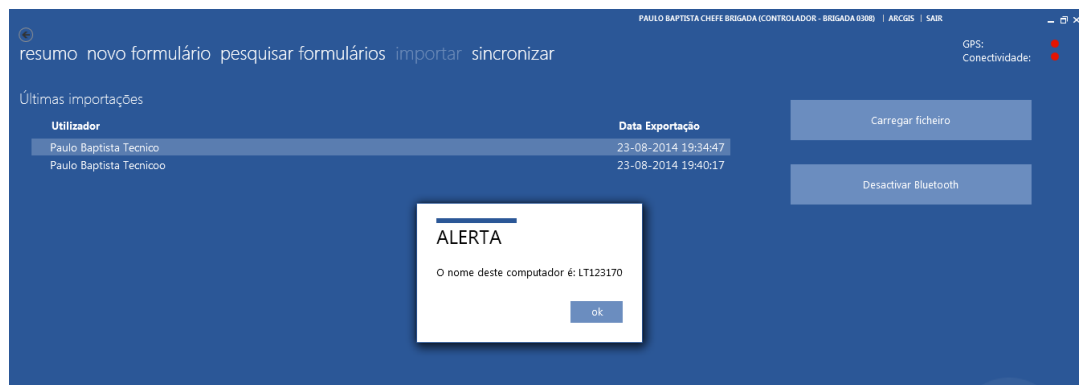 PAULO BAPTISTA CHEFE BRIGADA (CONTROLADOR - BRIGADA 0308) | ARCGIS | SAIR
resumo novo formulário pesquisar formulários importar sincronizar
GPS:
Conectividade:
Últimas importações
Utilizador Data Exportação
Paulo Baptista Tecnico 23-08-2014 19:34:47
Paulo Baptista Tecnicoo 23-08-2014 19:40:17
Carregar ficheiro
Desactivar Bluetooth
ALERTA
O nome deste computador é: LT123170
ok